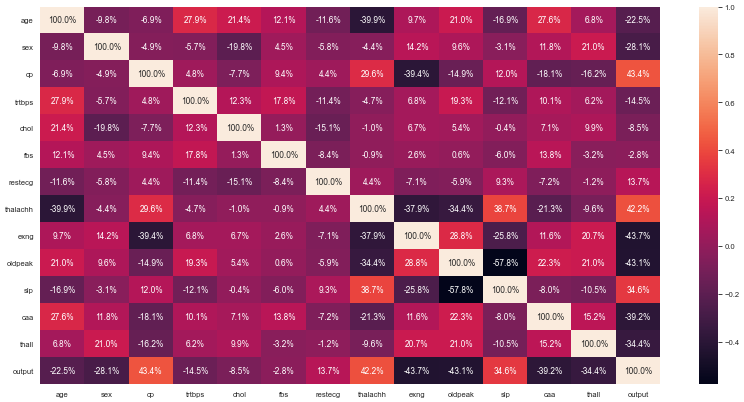 age 100.0% -9.8% -6.9% 27.9% 21.4% 12.1% -11.6% -39.9% 9.7% 21.0% -16.9% 27.6% 6.8% -22.5%
sex -9.8% 100.0% -4.9% -5.7% -19.8% 4.5% -5.8% -4.4% 14.2% 9.6% -3.1% 11.8% 21.0% -28.1%
cp -6.9% -4.9% 100.0% 4.8% -7.7% 9.4% 4.4% 29.6% -39.4% -14.9% 12.0% -18.1% -16.2% 43.4%
trtbps 27.9% -5.7% 4.8% 100.0% 12.3% 17.8% -11.4% -4.7% 6.8% 19.3% -12.1% 10.1% 6.2% -14.5%
chol 21.4% -19.8% -7.7% 12.3% 100.0% 1.3% -15.1% -1.0% 6.7% 5.4% -0.4% 7.1% 9.9% -8.5%
fbs 12.1% 4.5% 9.4% 17.8% 1.3% 100.0% -8.4% -0.9% 2.6% 0.6% -6.0% 13.8% -3.2% -2.8%
restecg -11.6% -5.8% 4.4% -11.4% -15.1% -8.4% 100.0% 4.4% -7.1% -5.9% 9.3% -7.2% -1.2% 13.7%
thalachh -39.9% -4.4% 29.6% -4.7% -1.0% -0.9% 4.4% 100.0% -37.9% -34.4% 38.7% -21.3% -9.6% 42.2%
exng 9.7% 14.2% -39.4% 6.8% 6.7% 2.6% -7.1% -37.9% 100.0% 28.8% -25.8% 11.6% 20.7% -43.7%
oldpeak 21.0% 9.6% -14.9% 19.3% 5.4% 0.6% -5.9% -34.4% 28.8% 100.0% -57.8% 22.3% 21.0% -43.1%
slp -16.9% -3.1% 12.0% -12.1% -0.4% -6.0% 9.3% 38.7% -25.8% -57.8% 100.0% -8.0% -10.5% 34.6%
caa 27.6% 11.8% -18.1% 10.1% 7.1% 13.8% -7.2% -21.3% 11.6% 22.3% -8.0% 100.0% 15.2% -39.2%
thall 6.8% 21.0% -16.2% 6.2% 9.9% -3.2% -1.2% -9.6% 20.7% 21.0% -10.5% 15.2% 100.0% -34.4%
output -22.5% -28.1% 43.4% -14.5% -8.5% -2.8% 13.7% 42.2% -43.7% -43.1% 34.6% -39.2% -34.4% 100.0%
age sex cp trtbps chol fbs restecg thalachh exng oldpeak slp caa thall output
1.0
0.8
0.6
0.4
0.2
0.0
-0.2
-0.4